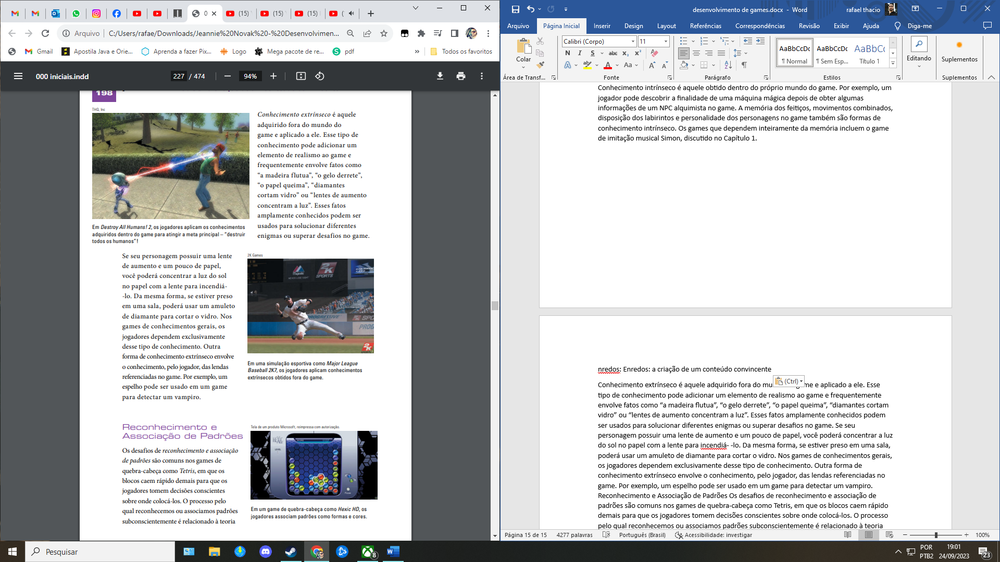 (15)
(15)
(15)
Arquivo
C:/Users/rafae/Downloads/Jeannie%20Novak%20-%20Desenvolvimen...
Gmail
Apostila Java e Orie...
Aprenda a fazer Pix...
Logo
Mega pacote de re...
pdf
»
Todos os favoritos
000 iniciais.indd
227 / 474
94%
198
THQ, Inc
Conhecimento extrínseco é aquele
adquirido fora do mundo do
game e aplicado a ele. Esse tipo de
conhecimento pode adicionar um
elemento de realismo ao game e
frequentemente envolve fatos como
“a madeira flutua”, “o gelo derrete”,
“o papel queima”, “diamantes
cortam vidro” ou “lentes de aumento
concentram a luz”. Esses fatos
amplamente conhecidos podem ser
usados para solucionar diferentes
enigmas ou superar desafios no game.
Em Destroy All Humans! 2, os jogadores aplicam os conhecimentos
adquiridos dentro do game para atingir a meta principal – “destruir
todos os humanos”!
Se seu personagem possuir uma lente
de aumento e um pouco de papel,
você poderá concentrar a luz do sol
no papel com a lente para incendiá-
-lo. Da mesma forma, se estiver preso
em uma sala, poderá usar um amuleto
de diamante para cortar o vidro. Nos
games de conhecimentos gerais, os
jogadores dependem exclusivamente
desse tipo de conhecimento. Outra
forma de conhecimento extrínseco envolve
o conhecimento, pelo jogador, das lendas
referenciadas no game. Por exemplo, um
espelho pode ser usado em um game
para detectar um vampiro.
2K Games
2K
SPORTS
PROGRESSIVE
2K
Em uma simulação esportiva como Major League
Baseball 2K7, os jogadores aplicam conhecimentos
extrínsecos obtidos fora do game.
Reconhecimento e
Associação de Padrões
Os desafios de reconhecimento e associação
de padrões são comuns nos games de
quebra-cabeça como Tetris, em que os
blocos caem rápido demais para que os
jogadores tomem decisões conscientes
sobre onde colocá-los. O processo pelo
qual reconhecemos ou associamos padrões
subconscientemente é relacionado à teoria
Tela de um produto Microsoft, reimpressa com autorização.
HEXIC
LEVEL
Em um game de quebra-cabeça como Hexic HD, os
jogadores associam padrões como formas e cores.
desenvolvimento de games.docx - Word
rafael thacio
Arquivo
Página Inicial
Inserir
Design
Layout
Referências
Correspondências
Revisão
Exibir
Ajuda
Diga-me
Colar
Calibri (Corpo)
11
N I S abc x₂ x²
A aby A Aa A A
AaBbCcDc AaBbCcDc AaBbCc
¶ Normal ¶ Sem Esp... Título 1
Editando
Suplementos
Área de Transf...
Fonte
Parágrafo
Estilos
Suplementos
Conhecimento intrínseco é aquele obtido dentro do próprio mundo do game. Por exemplo, um
jogador pode descobrir a finalidade de uma máquina mágica depois de obter algumas
informações de um NPC alquimista no game. A memória dos feitiços, movimentos combinados,
disposição dos labirintos e personalidade dos personagens no game também são formas de
conhecimento intrínseco. Os games que dependem inteiramente da memória incluem o game
de imitação musical Simon, discutido no Capítulo 1.
nredos: Enredos: a criação de um conteúdo convincente
(Ctrl)
Conhecimento extrínseco é aquele adquirido fora do mu me e aplicado a ele. Esse
tipo de conhecimento pode adicionar um elemento de realismo ao game e frequentemente
envolve fatos como “a madeira flutua”, “o gelo derrete”, “o papel queima”, “diamantes cortam
vidro” ou “lentes de aumento concentram a luz”. Esses fatos amplamente conhecidos podem
ser usados para solucionar diferentes enigmas ou superar desafios no game. Se seu
personagem possuir uma lente de aumento e um pouco de papel, você poderá concentrar a luz
do sol no papel com a lente para incendiá- -lo. Da mesma forma, se estiver preso em uma sala,
poderá usar um amuleto de diamante para cortar o vidro. Nos games de conhecimentos gerais,
os jogadores dependem exclusivamente desse tipo de conhecimento. Outra forma de
conhecimento extrínseco envolve o conhecimento, pelo jogador, das lendas referenciadas no
game. Por exemplo, um espelho pode ser usado em um game para detectar um vampiro.
Reconhecimento e Associação de Padrões Os desafios de reconhecimento e associação de
padrões são comuns nos games de quebra-cabeça como Tetris, em que os blocos caem rápido
demais para que os jogadores tomem decisões conscientes sobre onde colocá-los. O processo
pelo qual reconhecemos ou associamos padrões subconscientemente é relacionado à teoria
Página 15 de 15
4277 palavras
Português (Brasil)
Acessibilidade: investigar
100%
Pesquisar
8
POR
PTB2
19:01
24/09/2023
23